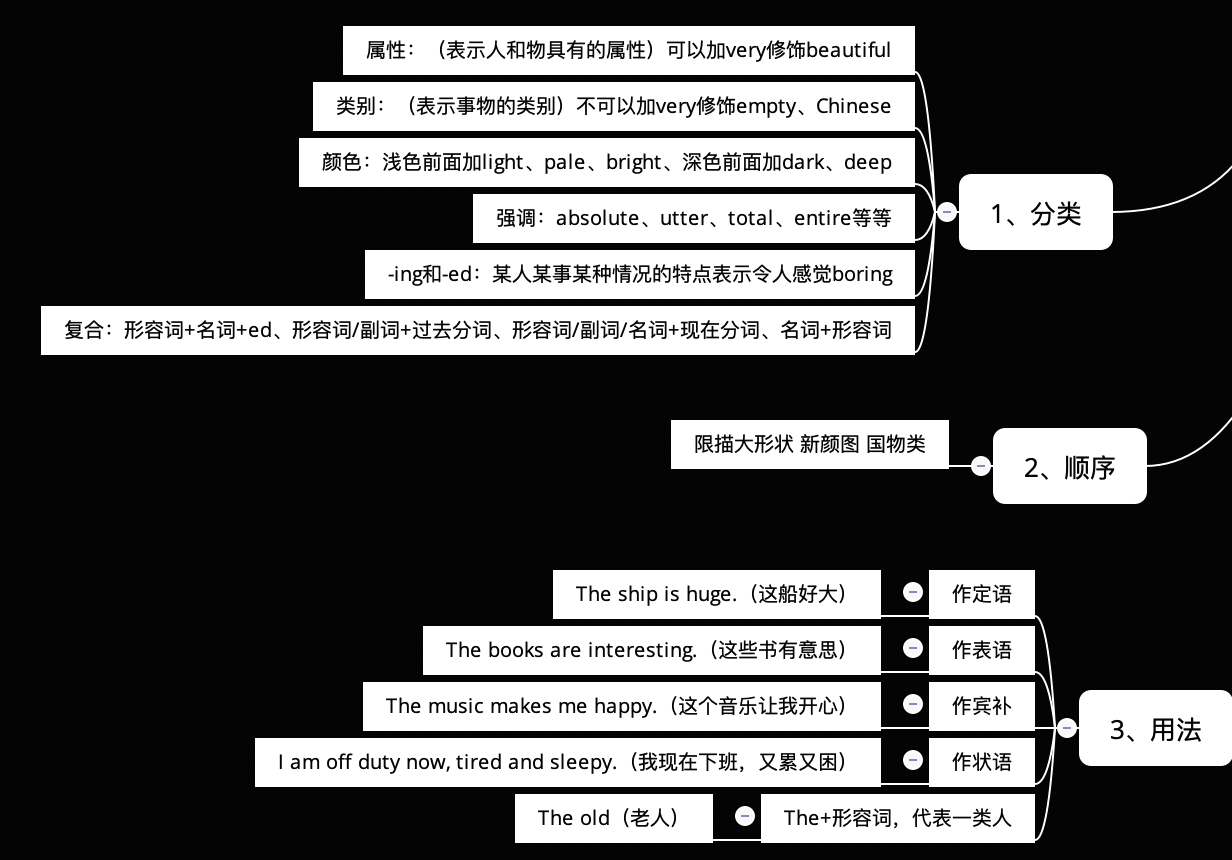 1、分类
属性：（表示人和物具有的属性）可以加very修饰beautiful
类别：（表示事物的类别）不可以加very修饰empty、Chinese
颜色：浅色前面加light、pale、bright、深色前面加dark、deep
强调：absolute、utter、total、entire等等
-ing和-ed：某人某事某种情况的特点表示令人感觉boring
复合：形容词+名词+ed、形容词/副词+过去分词、形容词/副词/名词+现在分词、名词+形容词
2、顺序
限描大形状 新颜图 国物类
3、用法
作定语
The ship is huge.（这船好大）
作表语
The books are interesting.（这些书有意思）
作宾补
The music makes me happy.（这个音乐让我开心）
作状语
I am off duty now, tired and sleepy.（我现在下班，又累又困）
The+形容词，代表一类人
The old（老人）